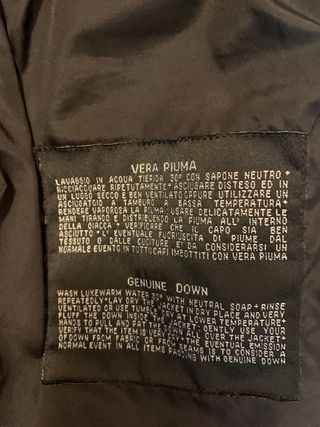 VERA PIUMA
LAVAGGIO IN ACQUA TIEPIDA 30° CON SAPONE NEUTRO*
RICCIACQUARE RIPETUTAMENTE* ASCIUGARE DISTESO ED IN
UN LUOGO SECCO E BEN VENTILATO OPPURE UTILIZZARE UN
ASCIUGATOIO A TAMBURO A BASSA TEMPERATURA*
RENDERE VAPOROSA LA PIUMA USARE DELICATAMENTE LE
MANI TIRANDO E DISTRIBUENDO LA PIUMA ALL' INTERNO
DELLA GIACCA* VERIFICARE CHE IL CAPO SIA BEN
ASCIUTTO* L' EVENTUALE FUORIUSCITA DI PIUME DAL
TESSUTO O DALLE CUCITURE E' DA CONSIDERARSI UN
NORMALE EVENTO IN TUTTI CAPI IMBOTTITI CON VERA PIUMA
GENUINE DOWN
WASH LUKEWARM WATER 30° WITH NEUTRAL SOAP* RINSE
REPEATEDLY* LAY DRY THE JACKET IN DRY PLACE AND VERY
VENTILATED OR USE TUMBLE DRY AT LOWER TEMPERATURE*
FLUFF THE DOWN IN THE JACKET: GENTLY USE YOUR
HANDS TO PULL AND PAT THE DOWN ALL OVER THE JACKET*
VERIFY THAT THE ITEM IS VERY DRY* THE EVENTUAL EMISSION
OF DOWN FROM FABRIC OR FROM SEAMS IS TO CONSIDER A
NORMAL EVENT IN ALL ITEMS PADDING WITH GENUINE DOWN